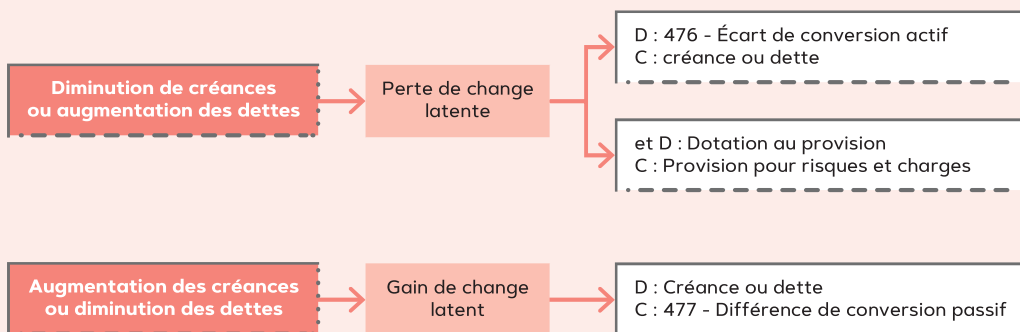 Diminution de créances
ou augmentation des dettes
Perte de change
latente
D : 476 - Écart de conversion actif
C : créance ou dette
et D : Dotation au provision
C : Provision pour risques et charges
Augmentation des créances
ou diminution des dettes
Gain de change
latent
D : Créance ou dette
C : 477 - Différence de conversion passif